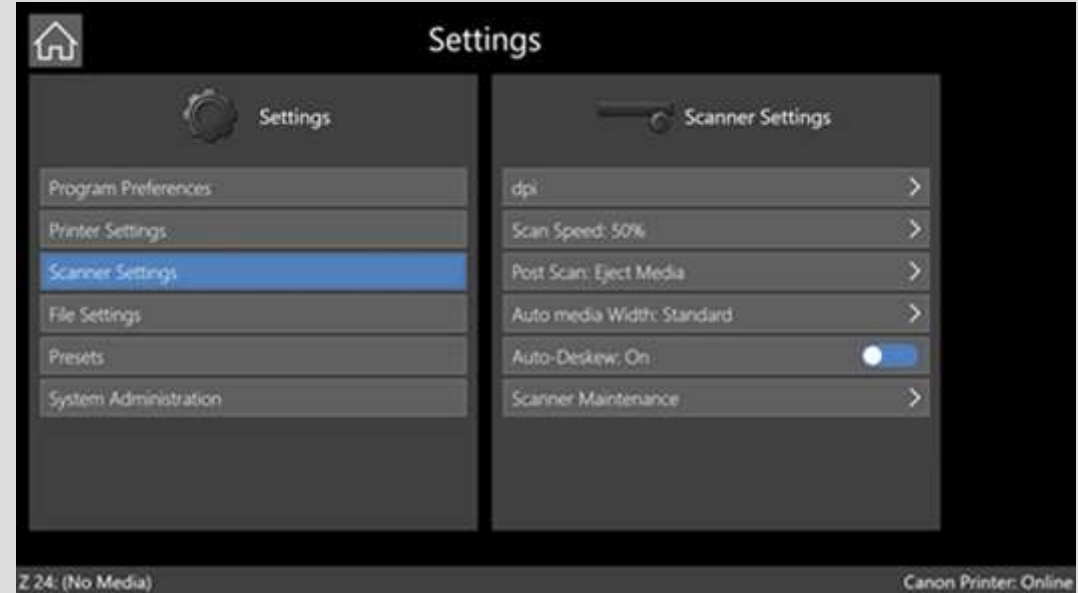 Settings
Settings
Program Preferences
Printer Settings
Scanner Settings
File Settings
Presets
System Administration
Scanner Settings
dpi
Scan Speed: 50%
Post Scan: Eject Media
Auto media Width: Standard
Auto-Deskew: On
Scanner Maintenance
Z 24: (No Media)
Canon Printer: Online